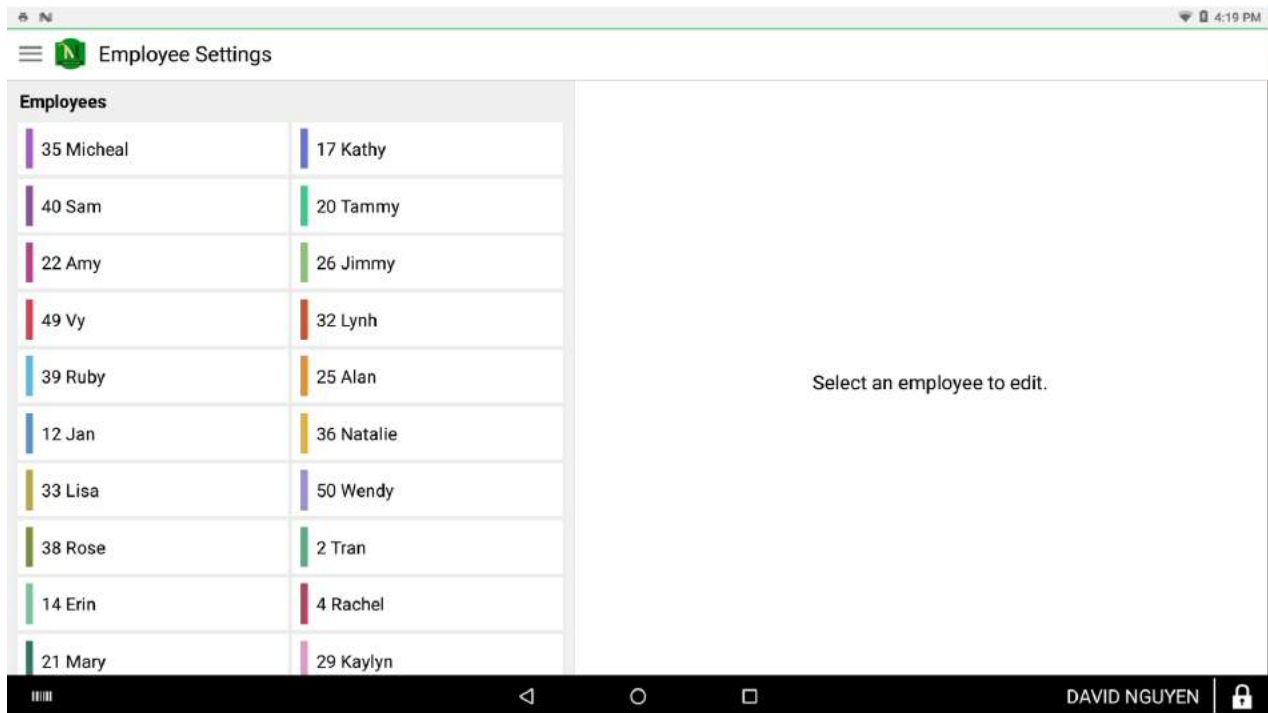 4:19 PM
N Employee Settings
Employees
35 Micheal
17 Kathy
40 Sam
20 Tammy
22 Amy
26 Jimmy
49 Vy
32 Lynh
39 Ruby
25 Alan
12 Jan
36 Natalie
33 Lisa
50 Wendy
38 Rose
2 Tran
14 Erin
4 Rachel
21 Mary
29 Kaylyn
Select an employee to edit.
DAVID NGUYEN